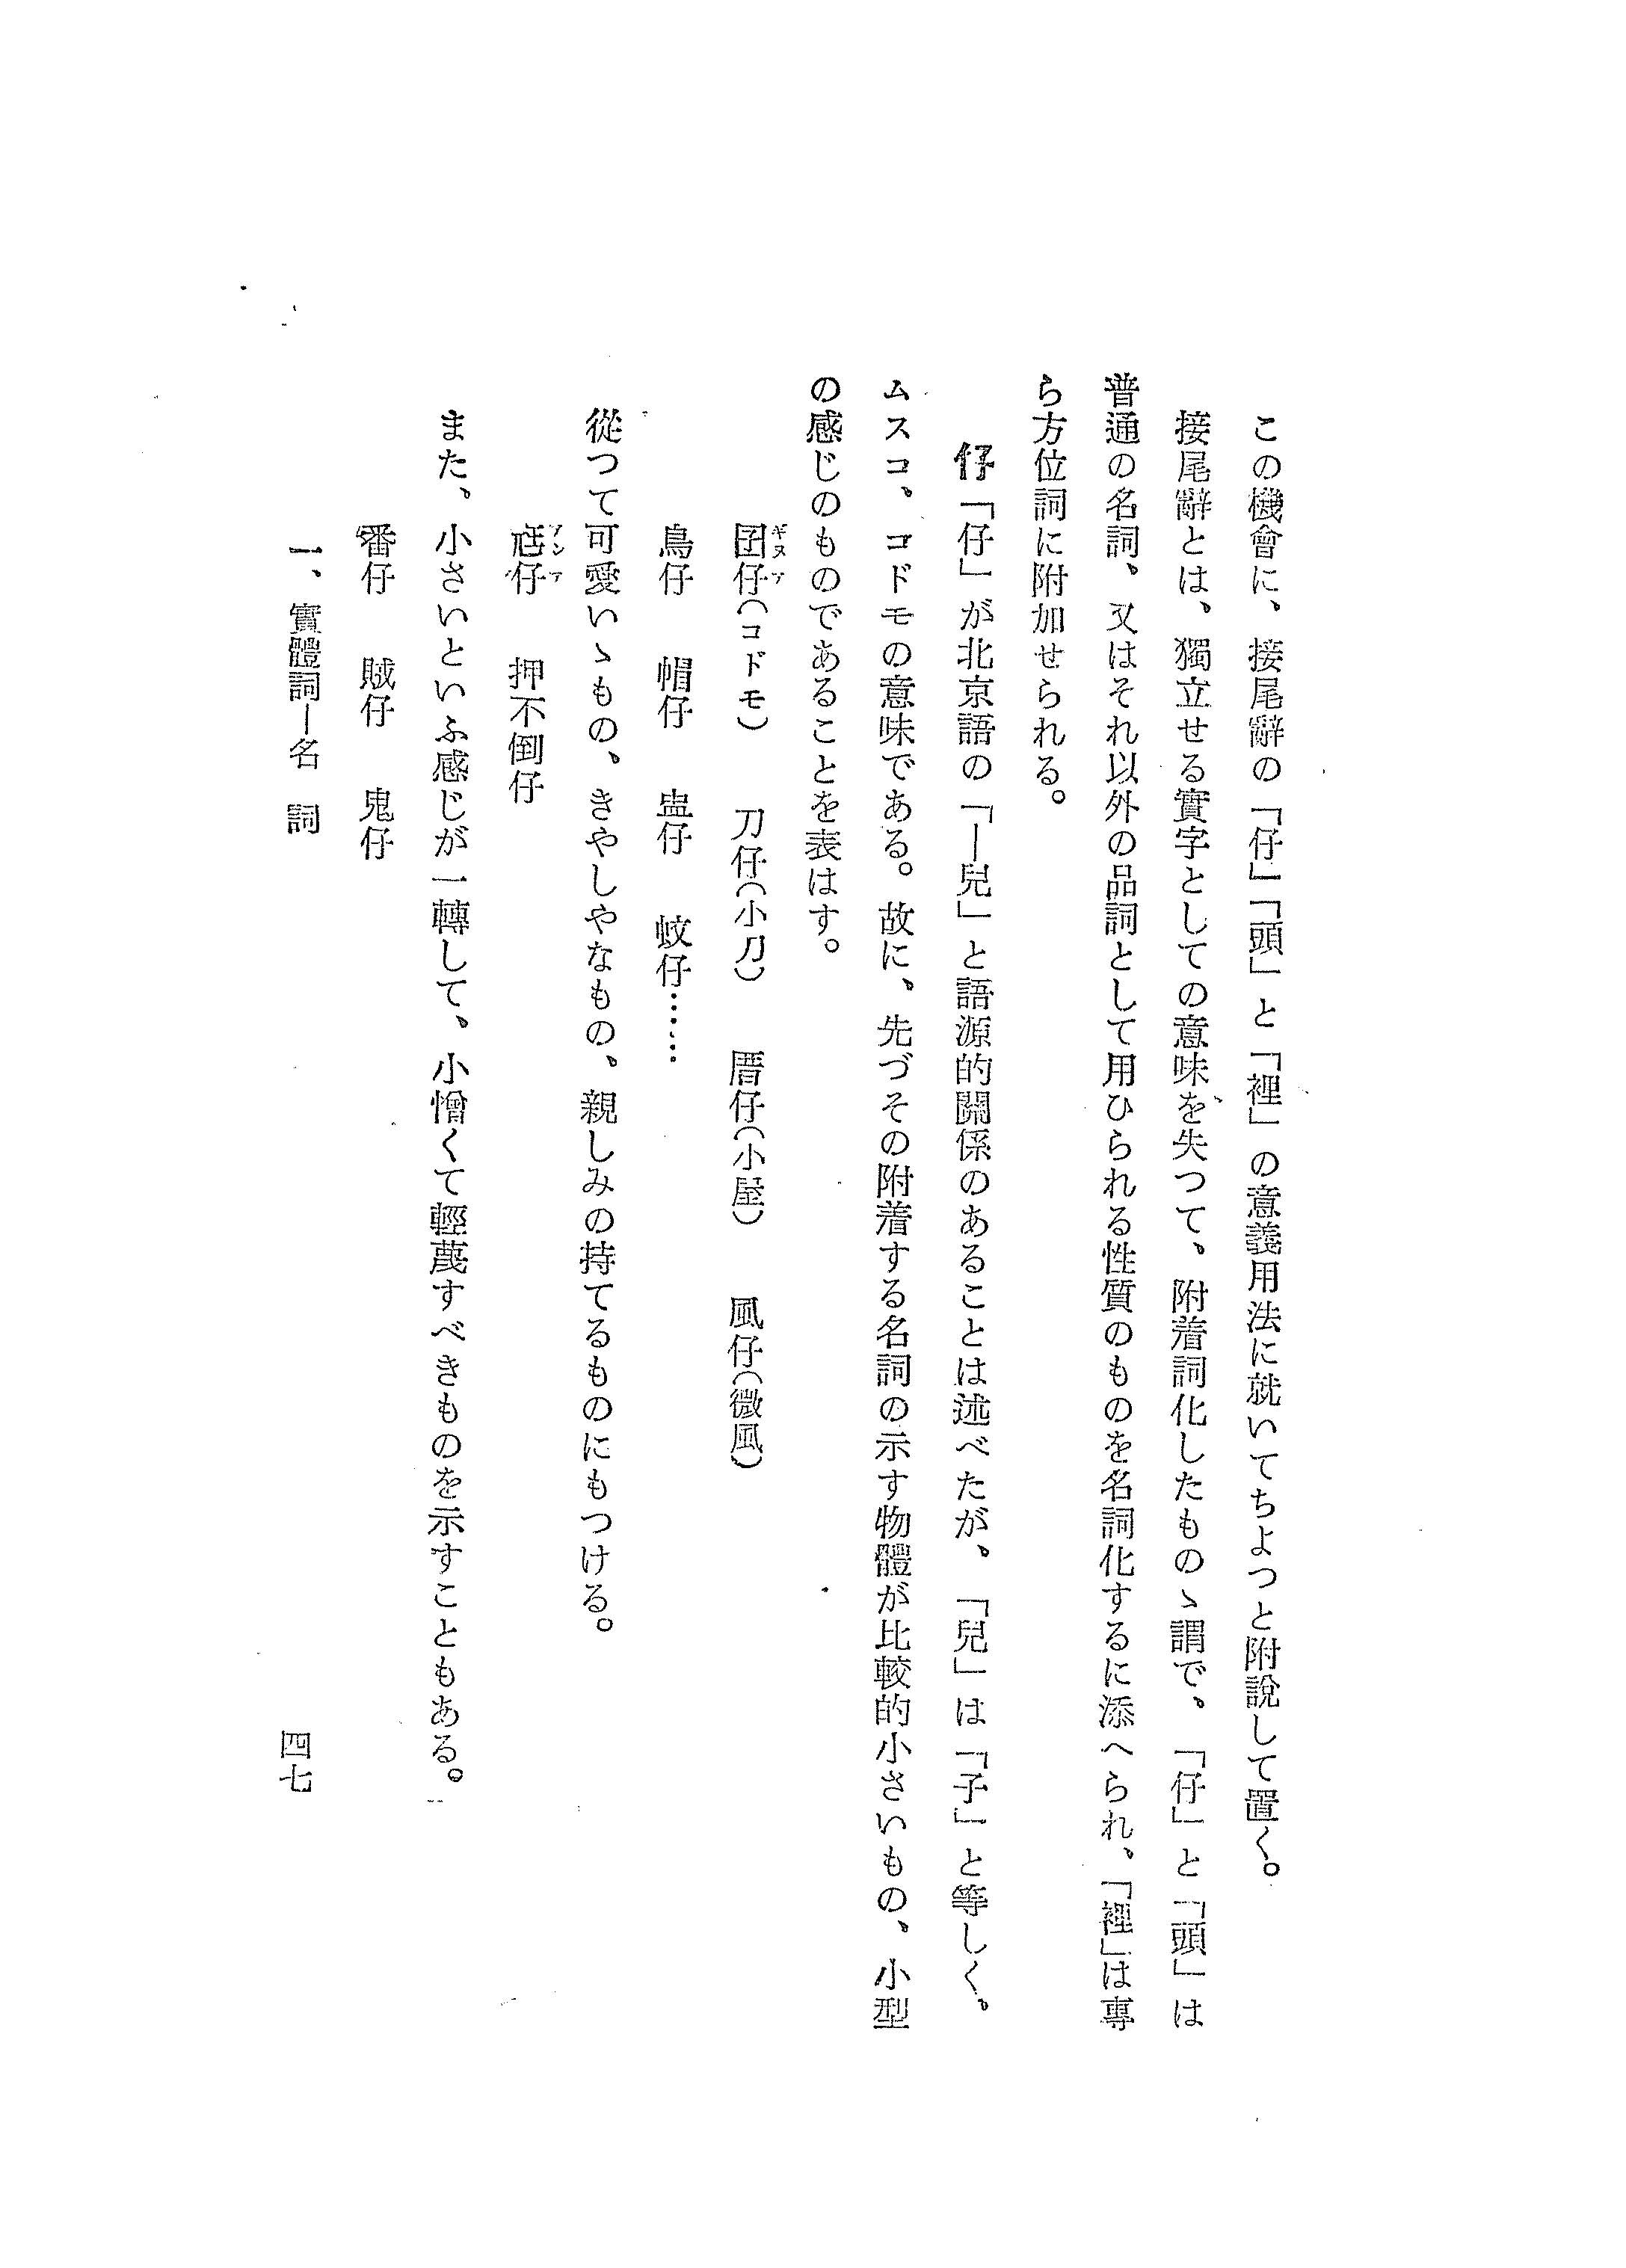 この機會に、接尾辭の「仔」「頭」と「裡」の意義用法に就いてちよつと附說して置く。
接尾辭とは、獨立せる實字としての意味を失つて、附着詞化したものゝ謂で、「仔」と「頭」は
普通の名詞、又はそれ以外の品詞として用ひられる性質のものを名詞化するに添へられ、「裡」は專
ら方位詞に附加せられる。
仔「仔」が北京語の「—兒」と語源的關係のあることは述べたが、「兒」は「子」と等しく、
ムスコ、コドモの意味である。故に、先づその附着する名詞の示す物體が比較的小さいもの、小型
の感じのものであることを表はす。
囝仔(コドモ) 刀仔(小刀) 厝仔(小屋) 風仔(微風)
鳥仔 帽仔 盅仔 蚊仔……
從つて可愛いゝもの、きやしやなもの、親しみの持てるものにもつける。
仔 押不倒仔
また、小さいといふ感じが一轉して、小憎くて輕蔑すべきものを示すこともある。
番仔 賊仔 鬼仔
一、實體詞—名 詞
四七